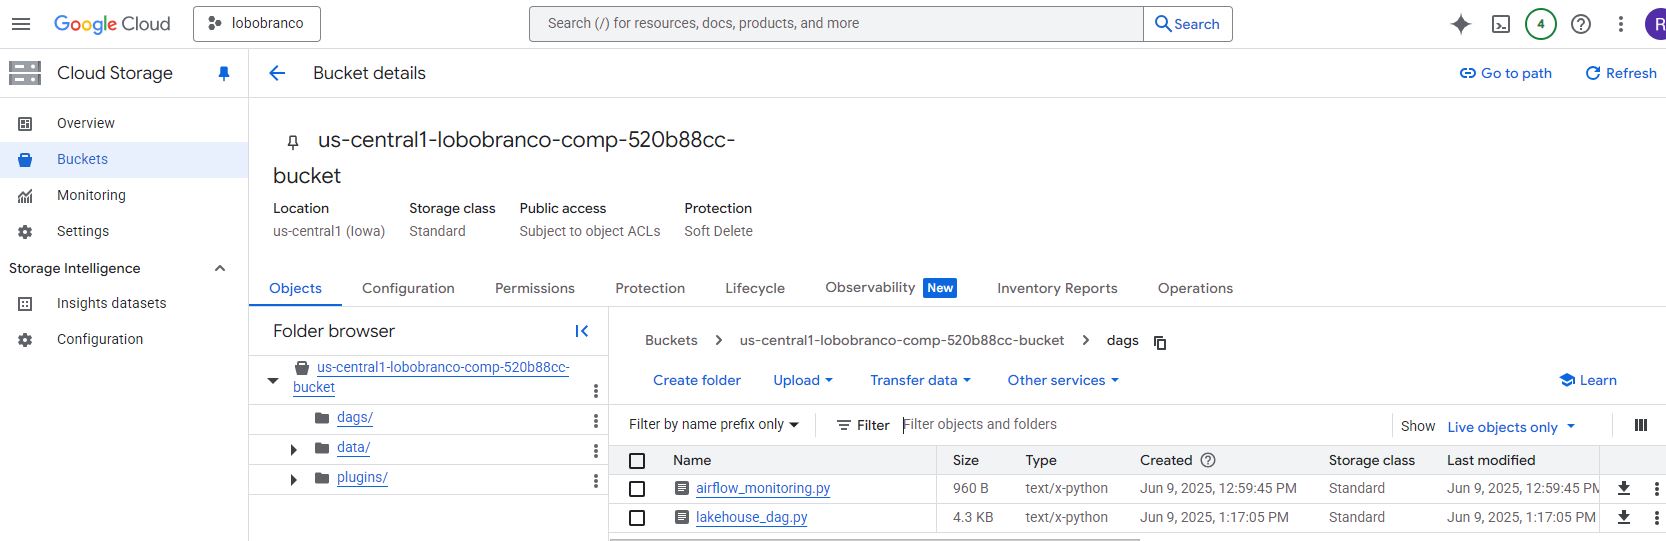 Google Cloud
lobobranco
Search (/) for resources, docs, products, and more
Search
4
R
Cloud Storage
Bucket details
Go to path
Refresh
Overview
Buckets
Monitoring
Settings
Storage Intelligence
Insights datasets
Configuration
us-central1-lobobranco-comp-520b88cc-
bucket
Location Storage class Public access Protection
us-central1 (Iowa) Standard Subject to object ACLs Soft Delete
Objects Configuration Permissions Protection Lifecycle Observability New Inventory Reports Operations
Folder browser
us-central1-lobobranco-comp-520b88cc-
bucket
dags/
data/
plugins/
Buckets > us-central1-lobobranco-comp-520b88cc-bucket > dags
Create folder Upload Transfer data Other services Learn
Filter by name prefix only Filter Filter objects and folders Show Live objects only
Name Size Type Created Storage class Last modified
airflow_monitoring.py 960 B text/x-python Jun 9, 2025, 12:59:45 PM Standard Jun 9, 2025, 12:59:45 PM
lakehouse_dag.py 4.3 KB text/x-python Jun 9, 2025, 1:17:05 PM Standard Jun 9, 2025, 1:17:05 PM